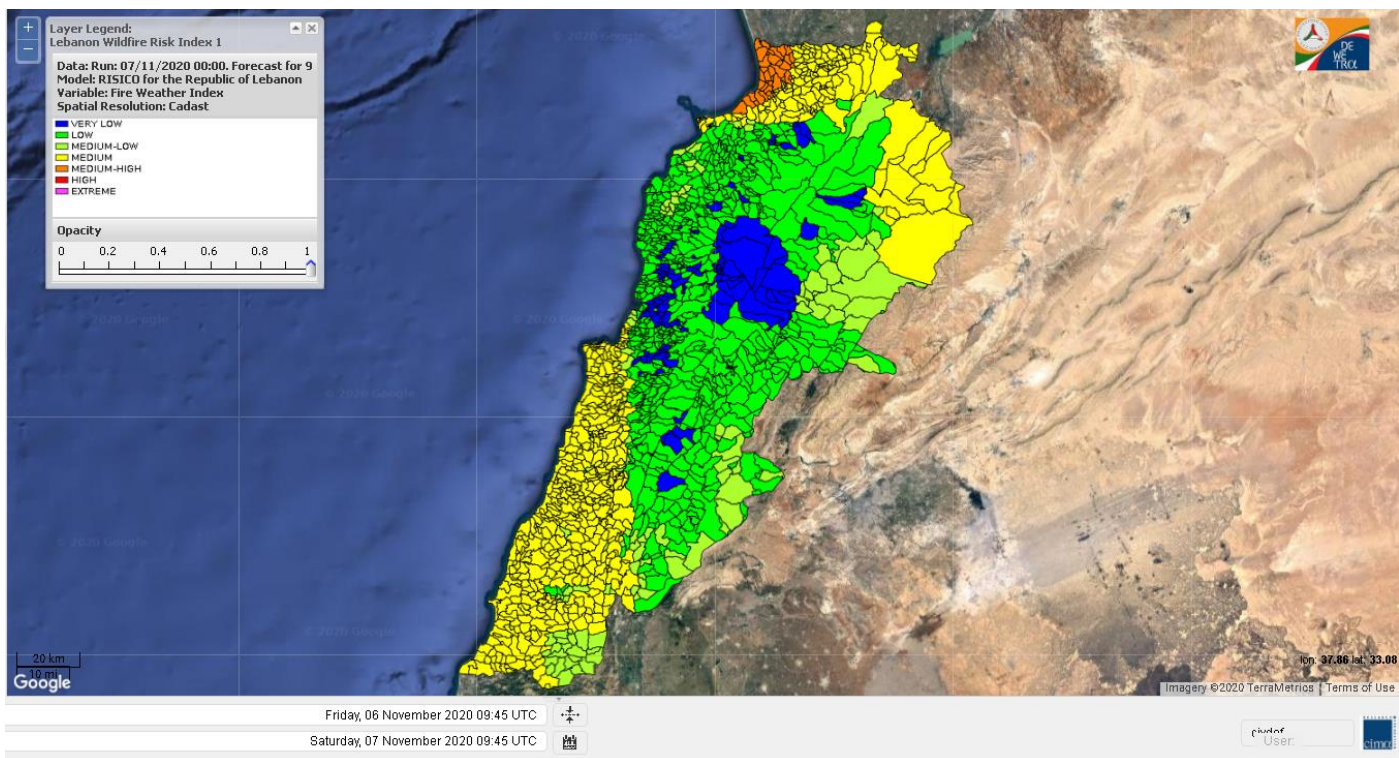 Layer Legend:
Lebanon Wildfire Risk Index 1
Data: Run: 07/11/2020 00:00. Forecast for 9
Model: RISICO for the Republic of Lebanon
Variable: Fire Weather Index
Spatial Resolution: Cadast
VERY LOW
LOW
MEDIUM-LOW
MEDIUM
MEDIUM-HIGH
HIGH
EXTREME
Opacity
0 0.2 0.4 0.6 0.8 1
DE
WE
TRα
© 2020 Google
© 2020 Google
© 2020 Google
© 2020 Google
© 2020 Google
© 2020 Google
20 km
10 mi
Google
lon: 37.86 lat: 33.08
Imagery ©2020 TerraMetrics | Terms of Use
Friday, 06 November 2020 09:45 UTC
Saturday, 07 November 2020 09:45 UTC
User:
cima